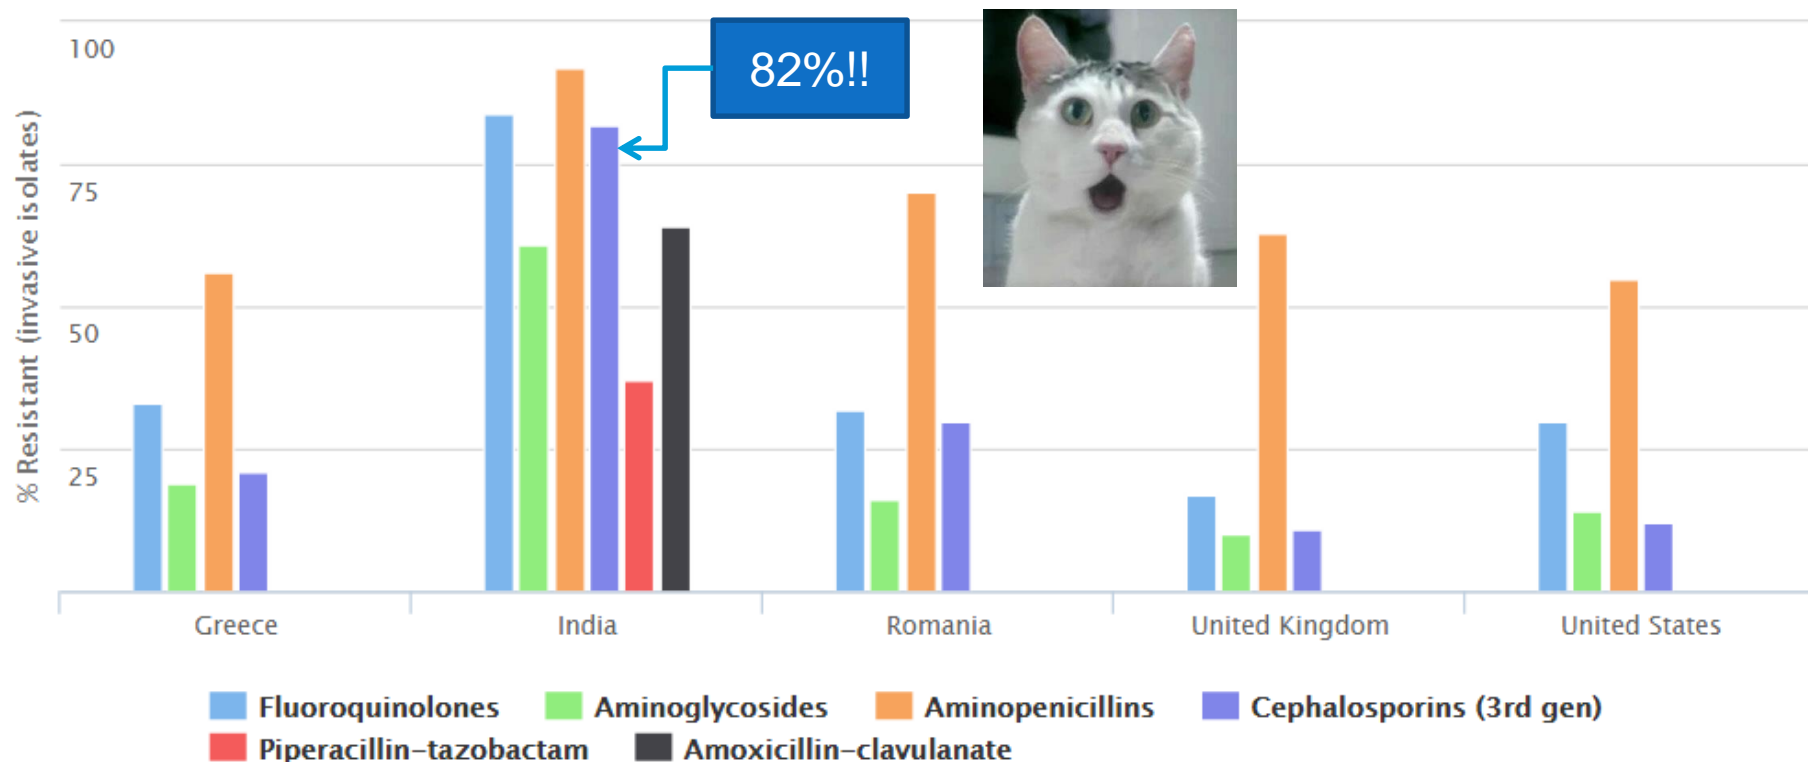 100
82%!!
75
50
25
% Resistant (invasive isolates)
Greece
India
Romania
United Kingdom
United States
Fluoroquinolones
Aminoglycosides
Aminopenicillins
Cephalosporins (3rd gen)
Piperacillin-tazobactam
Amoxicillin-clavulanate